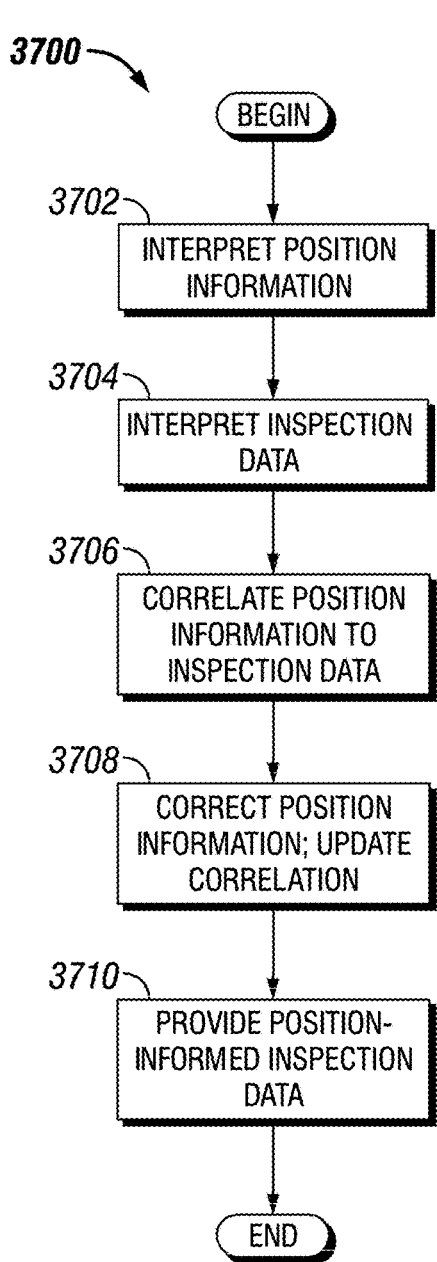 3700
BEGIN
3702
INTERPRET POSITION
INFORMATION
3704
INTERPRET INSPECTION
DATA
3706
CORRELATE POSITION
INFORMATION TO
INSPECTION DATA
3708
CORRECT POSITION
INFORMATION; UPDATE
CORRELATION
3710
PROVIDE POSITION-
INFORMED INSPECTION
DATA
END